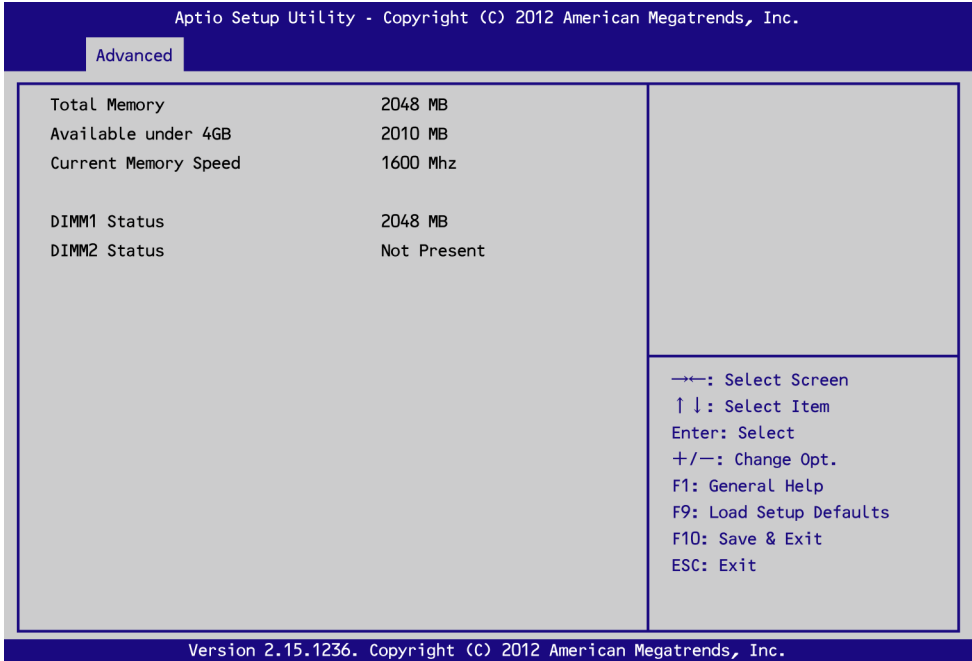 Aptio Setup Utility - Copyright (C) 2012 American Megatrends, Inc.
Advanced
Total Memory 2048 MB
Available under 4GB 2010 MB
Current Memory Speed 1600 Mhz
DIMM1 Status 2048 MB
DIMM2 Status Not Present
→←: Select Screen
↑↓: Select Item
Enter: Select
+/−: Change Opt.
F1: General Help
F9: Load Setup Defaults
F10: Save & Exit
ESC: Exit
Version 2.15.1236. Copyright (C) 2012 American Megatrends, Inc.